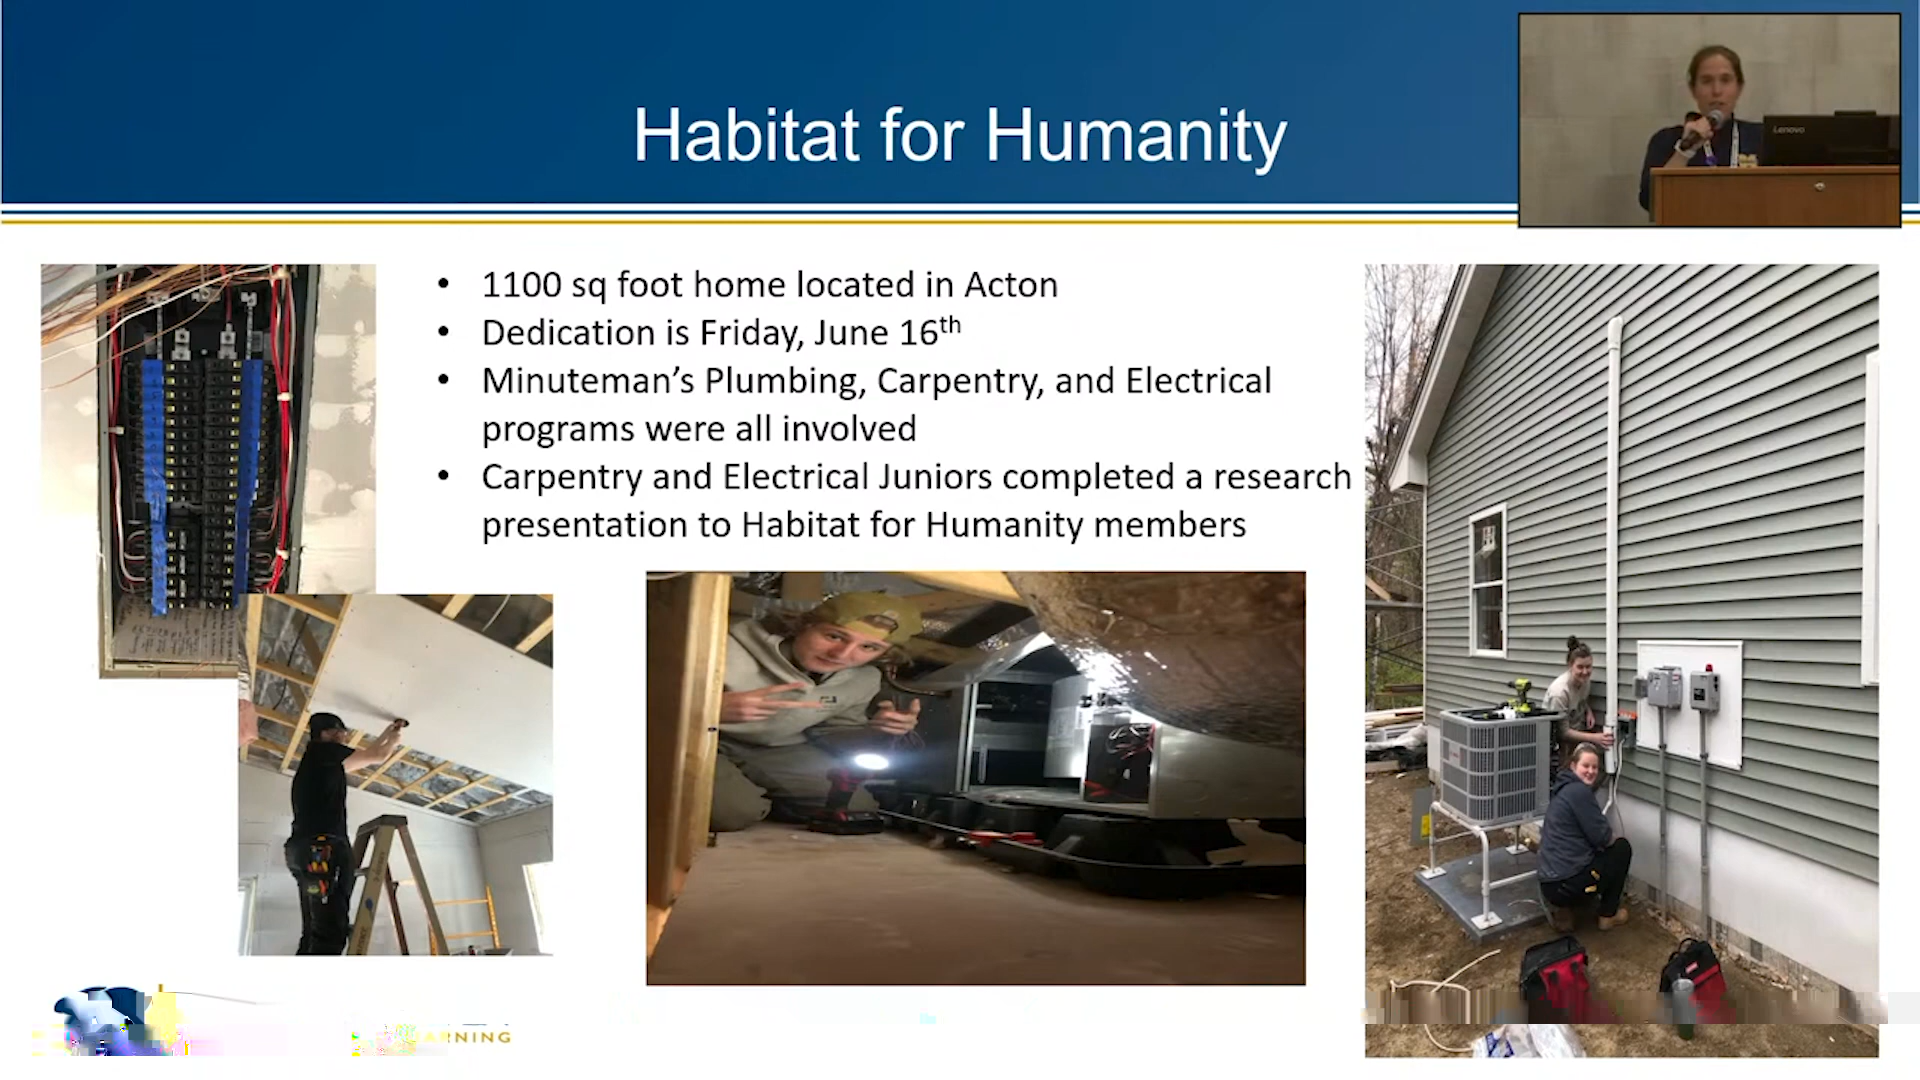 Habitat for Humanity
Lenovo
• 1100 sq foot home located in Acton
• Dedication is Friday, June 16th
• Minuteman’s Plumbing, Carpentry, and Electrical
programs were all involved
• Carpentry and Electrical Juniors completed a research
presentation to Habitat for Humanity members